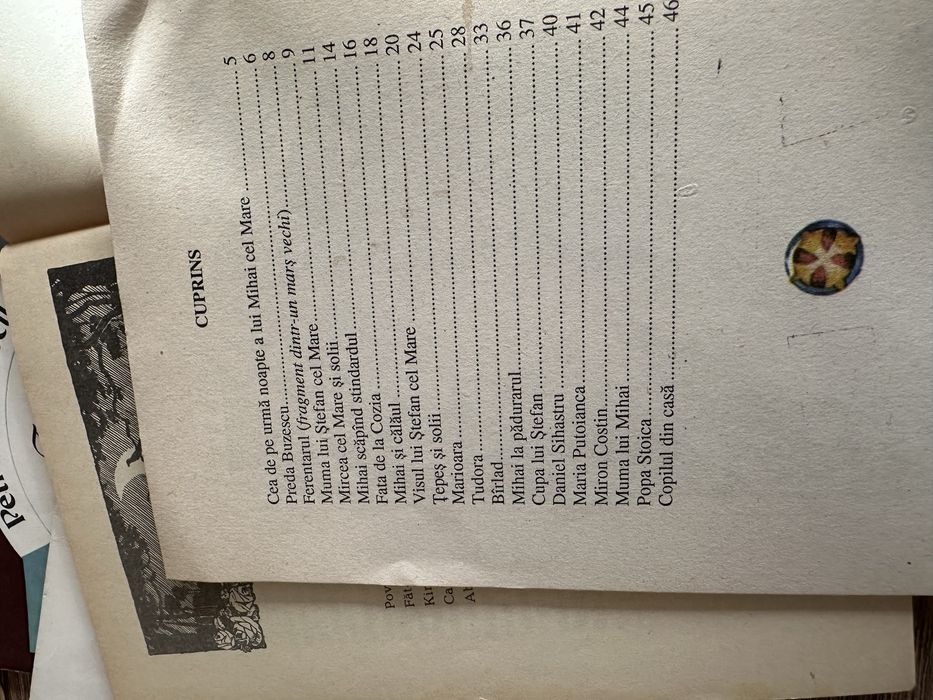 CUPRINS
Cea de pe urmă noapte a lui Mihai cel Mare ........ 5
Preda Buzescu ........ 6
Ferentarul (fragment dintr-un marș vechi) ........ 8
Muma lui Ștefan cel Mare ........ 9
Mircea cel Mare și solii ........ 11
Mihai scăpînd stindardul ........ 14
Fata de la Cozia ........ 16
Mihai și călăul ........ 18
Visul lui Ștefan cel Mare ........ 20
Țepeș și solii ........ 24
Marioara ........ 25
Tudora ........ 28
Bîrlad ........ 33
Mihai la pădurarul ........ 36
Cupa lui Ștefan ........ 37
Daniel Sihastru ........ 40
Maria Putoianca ........ 41
Miron Costin ........ 42
Muma lui Mihai ........ 44
Popa Stoica ........ 45
Copilul din casă ........ 46
Pov
Făt
Kir
Ca